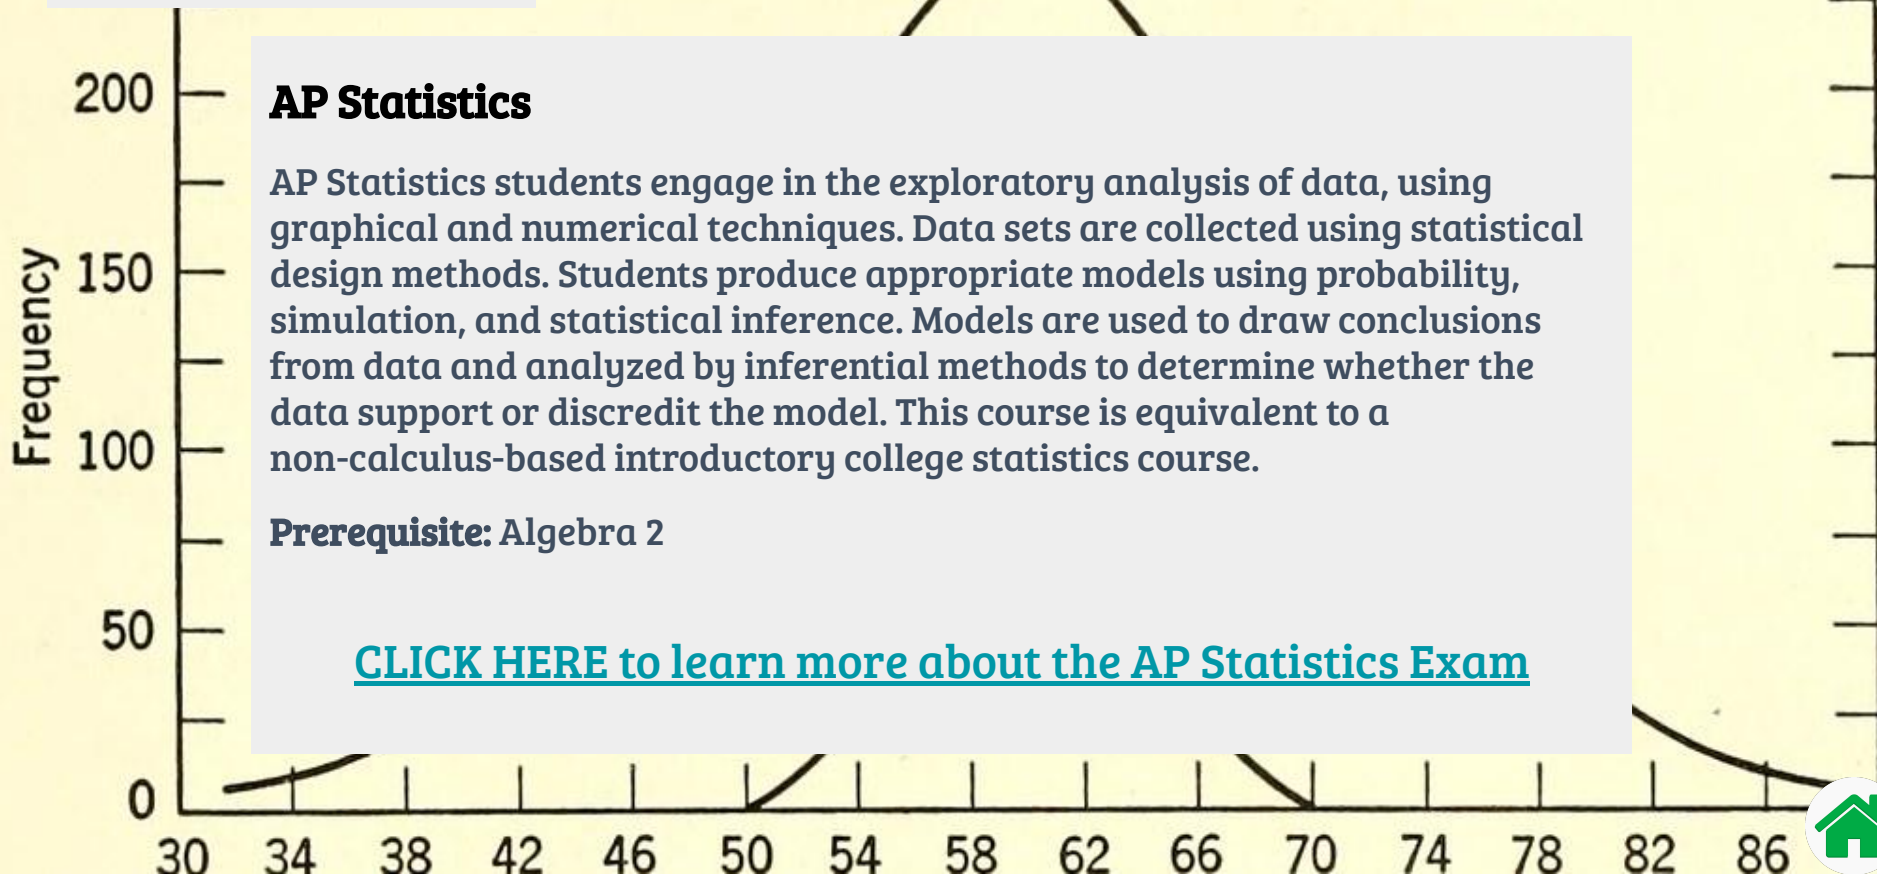 AP Statistics
AP Statistics students engage in the exploratory analysis of data, using
graphical and numerical techniques. Data sets are collected using statistical
design methods. Students produce appropriate models using probability,
simulation, and statistical inference. Models are used to draw conclusions
from data and analyzed by inferential methods to determine whether the
data support or discredit the model. This course is equivalent to a
non-calculus-based introductory college statistics course.
Prerequisite: Algebra 2
CLICK HERE to learn more about the AP Statistics Exam
Frequency
200
150
100
50
0
30 34 38 42 46 50 54 58 62 66 70 74 78 82 86